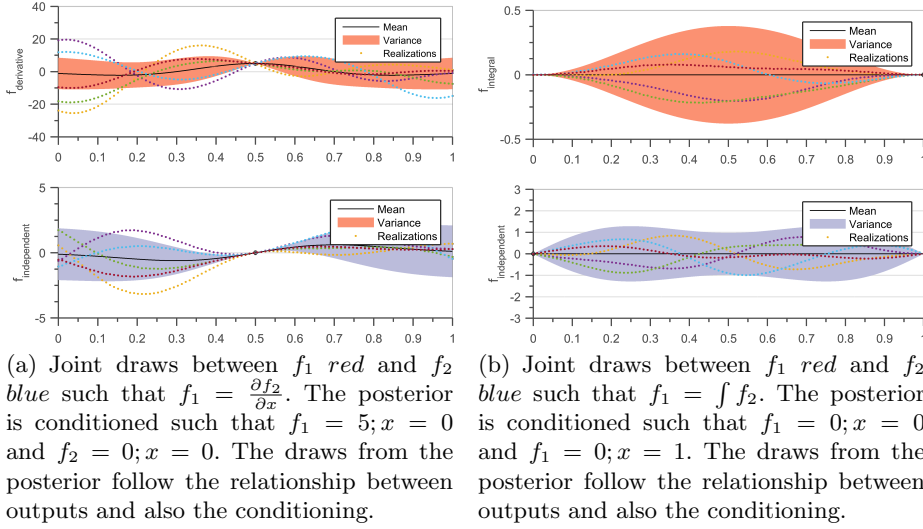 40
20
0
-20
-40
f_derivative
Mean
Variance
Realizations
0 0.1 0.2 0.3 0.4 0.5 0.6 0.7 0.8 0.9 1
5
0
-5
f_independent
Mean
Variance
Realizations
0 0.1 0.2 0.3 0.4 0.5 0.6 0.7 0.8 0.9 1
(a) Joint draws between f₁ red and f₂
blue such that f₁ = ∂f₂/∂x. The posterior
is conditioned such that f₁ = 5; x = 0
and f₂ = 0; x = 0. The draws from the
posterior follow the relationship between
outputs and also the conditioning.
0.5
0
-0.5
f_integral
Mean
Variance
Realizations
0 0.1 0.2 0.3 0.4 0.5 0.6 0.7 0.8 0.9 1
3
2
1
0
-1
-2
-3
f_independent
Mean
Variance
Realizations
0 0.1 0.2 0.3 0.4 0.5 0.6 0.7 0.8 0.9 1
(b) Joint draws between f₁ red and f₂
blue such that f₁ = ∫ f₂. The posterior
is conditioned such that f₁ = 0; x = 0
and f₁ = 0; x = 1. The draws from the
posterior follow the relationship between
outputs and also the conditioning.